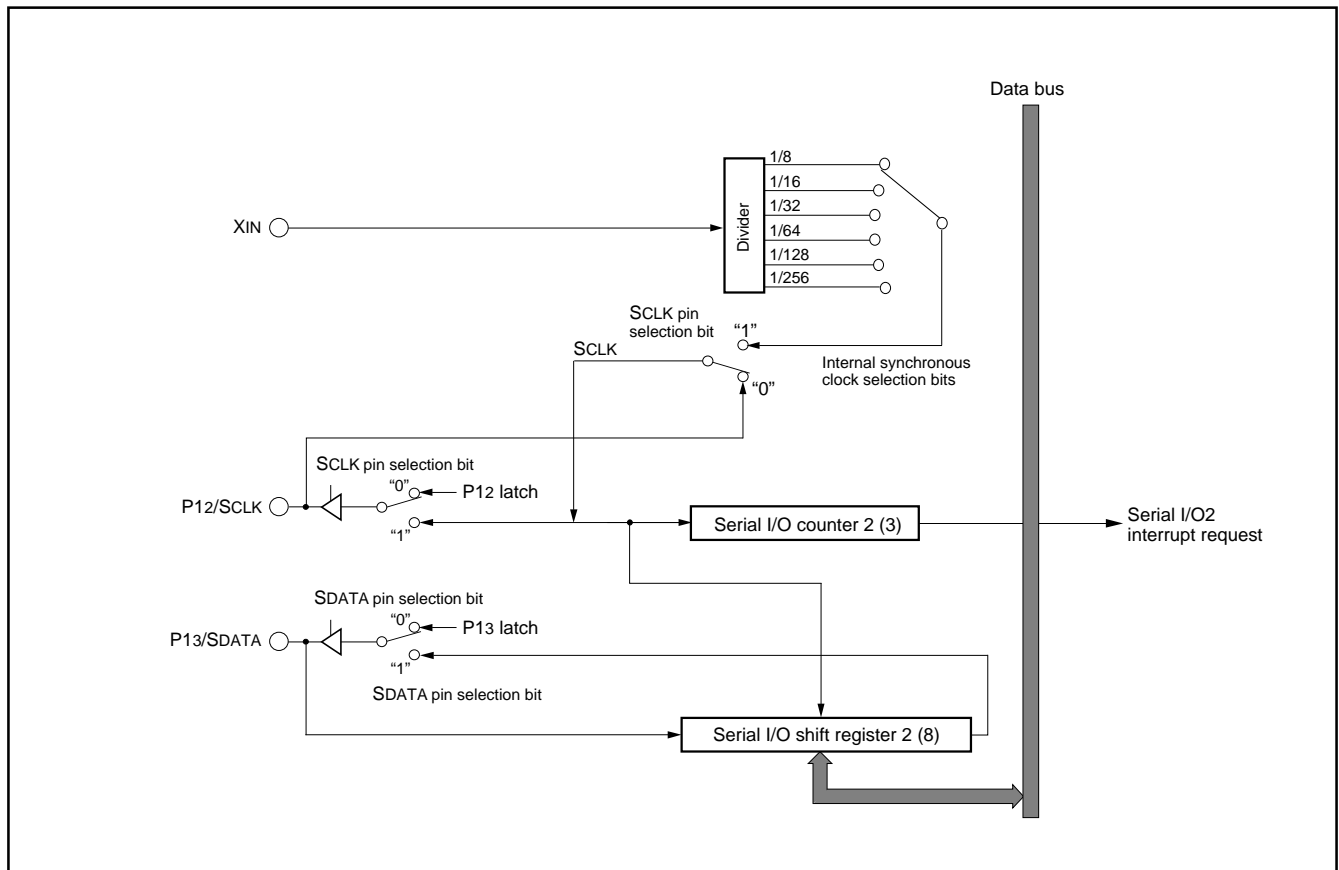 Data bus
XIN
Divider
1/8
1/16
1/32
1/64
1/128
1/256
SCLK pin
selection bit
“1”
SCLK
“0”
Internal synchronous
clock selection bits
SCLK pin selection bit
“0”
P12 latch
P12/SCLK
“1”
Serial I/O counter 2 (3)
Serial I/O2
interrupt request
SDATA pin selection bit
“0”
P13 latch
P13/SDATA
“1”
SDATA pin selection bit
Serial I/O shift register 2 (8)